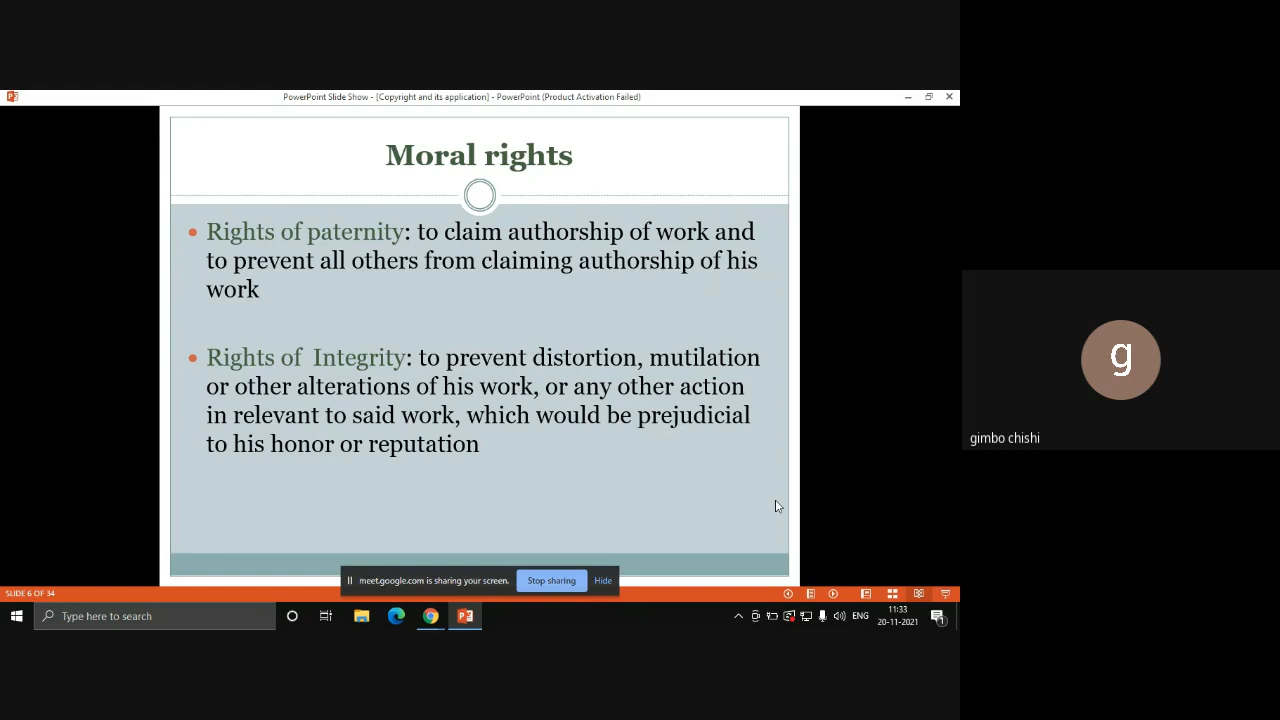 PowerPoint Slide Show - [Copyright and its application] - PowerPoint (Product Activation Failed)
Moral rights
• Rights of paternity: to claim authorship of work and
to prevent all others from claiming authorship of his
work
• Rights of Integrity: to prevent distortion, mutilation
or other alterations of his work, or any other action
in relevant to said work, which would be prejudicial
to his honor or reputation
g
gimbo chishi
meet.google.com is sharing your screen. Stop sharing Hide
SLIDE 6 OF 34
Type here to search
ENG
11:33
20-11-2021
1